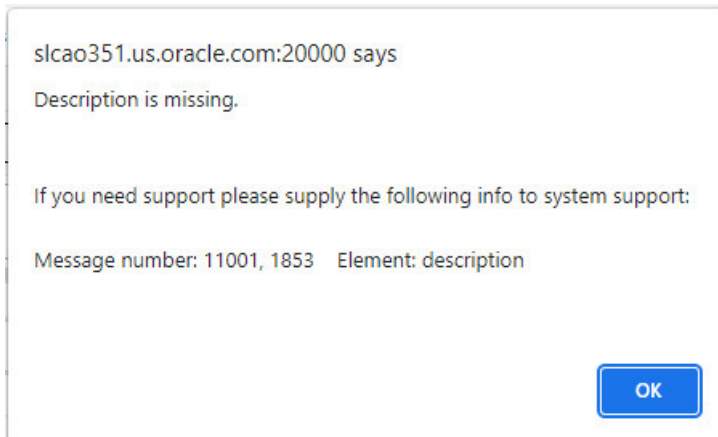 slcao351.us.oracle.com:20000 says
Description is missing.
If you need support please supply the following info to system support:
Message number: 11001, 1853    Element: description
OK